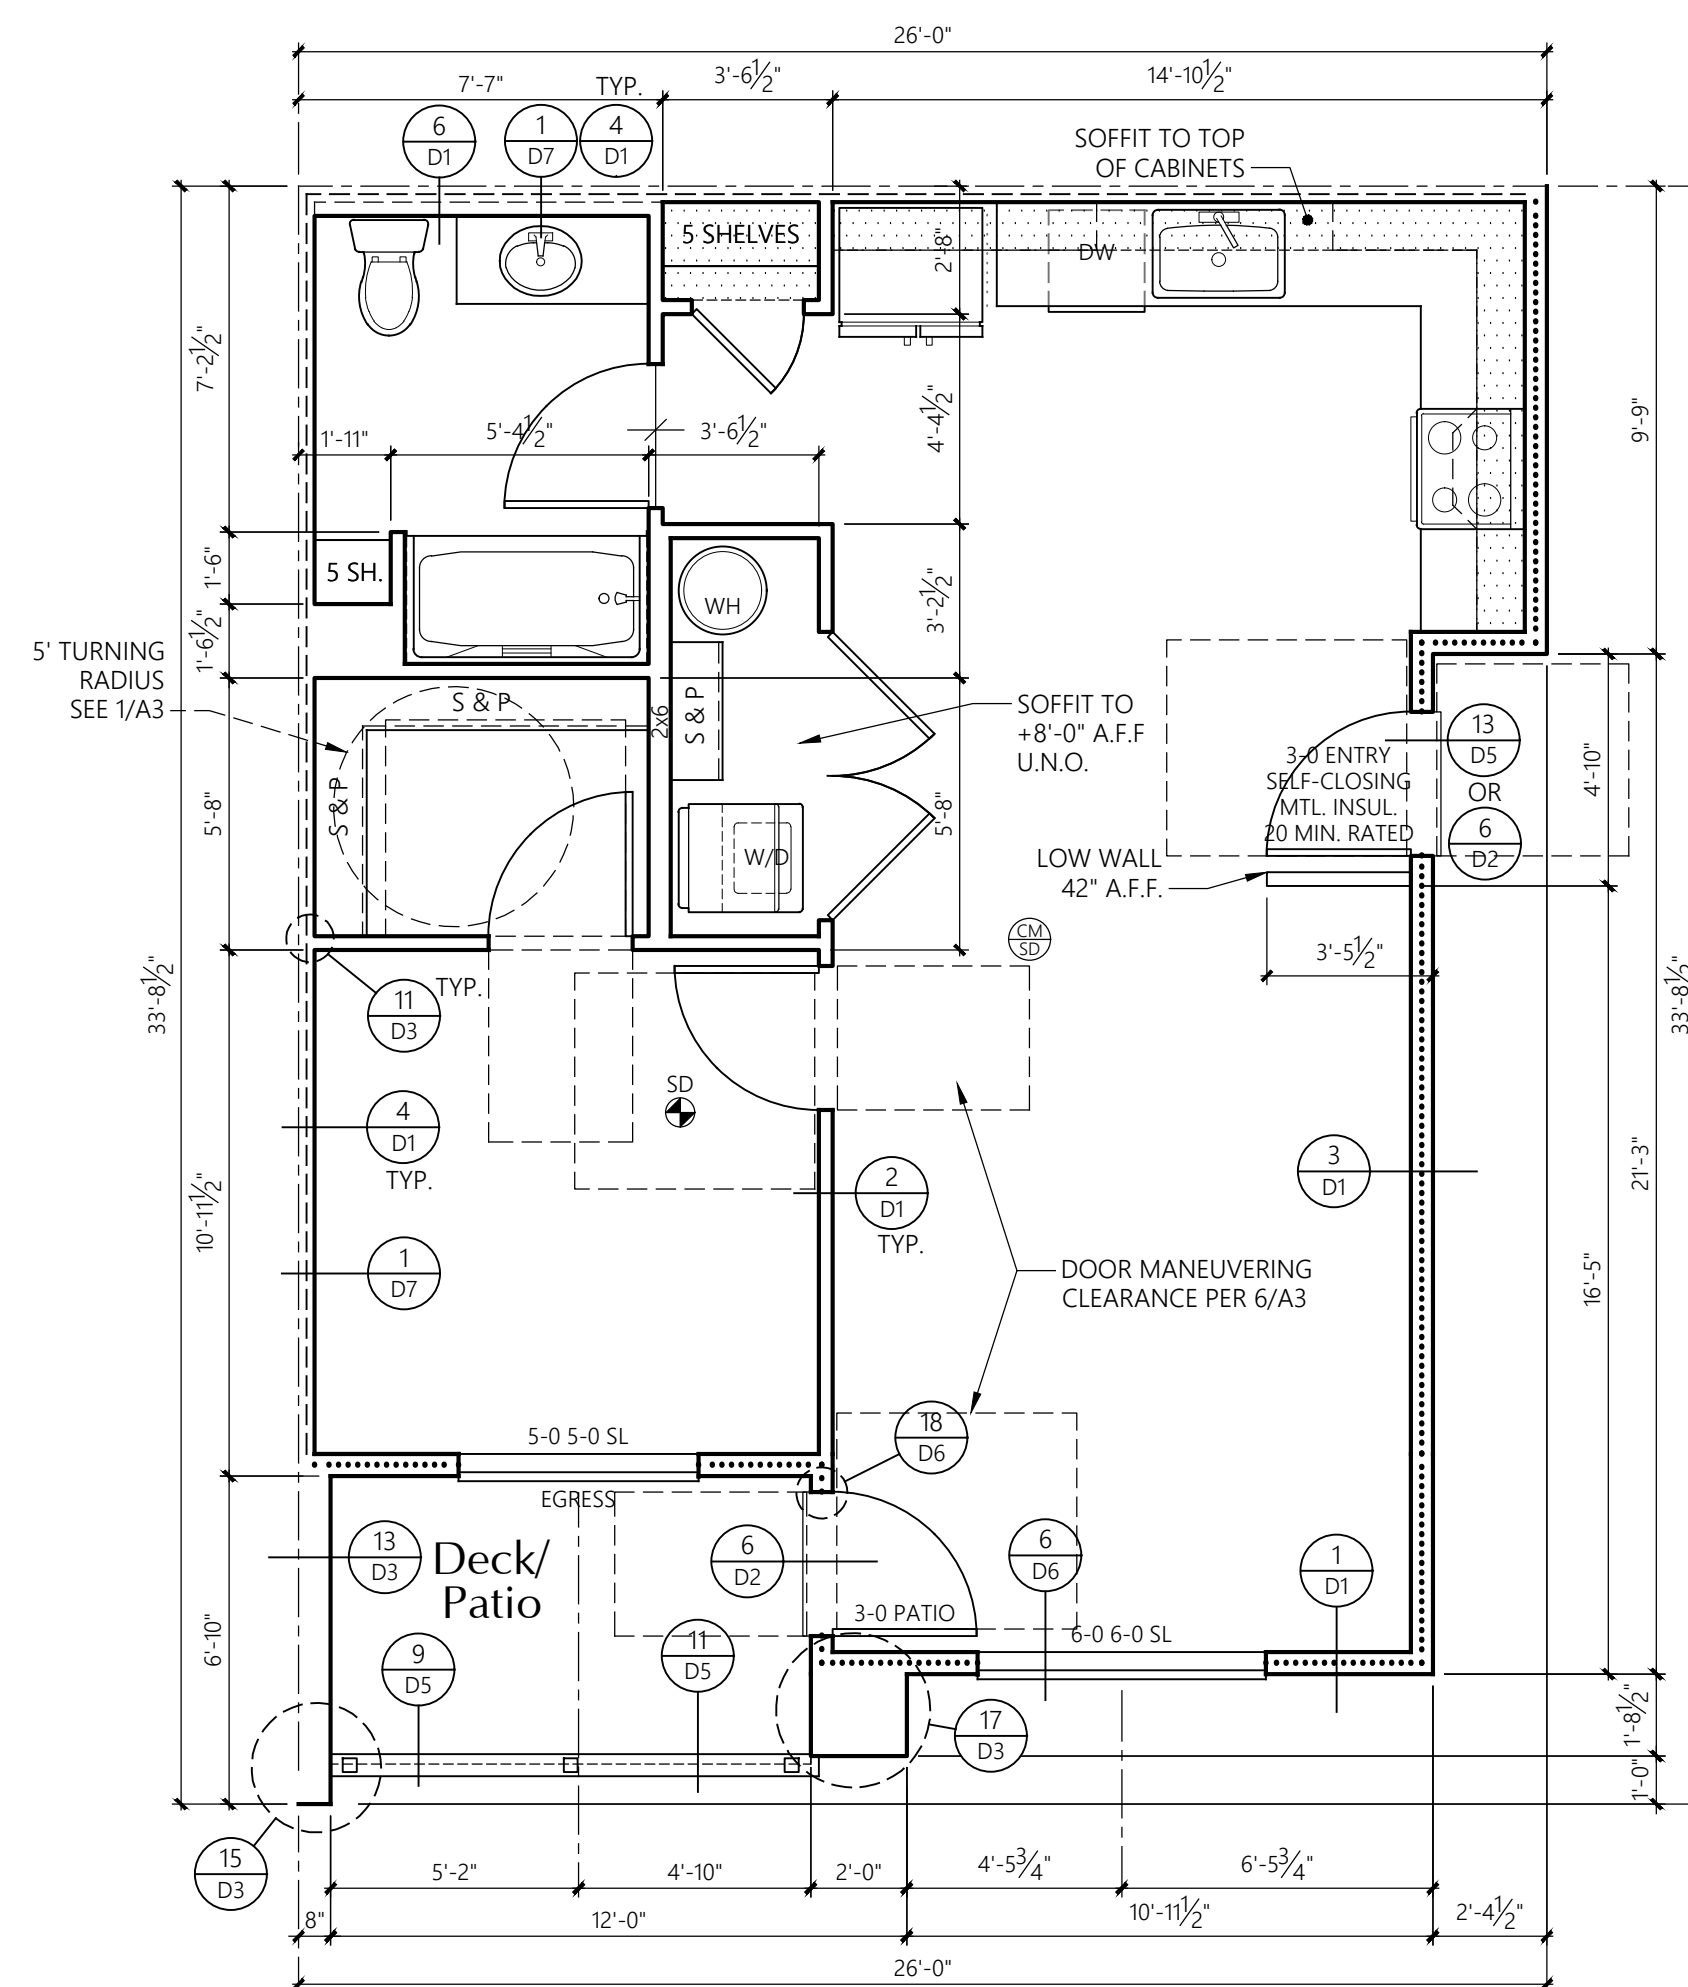 26'-0"
7'-7"
TYP.
3'-6½"
14'-10½"
6
D1
1
D7
4
D1
SOFFIT TO TOP
OF CABINETS
5 SHELVES
2'-8"
DW
7'-2½"
1'-11"
5'-4½"
3'-6½"
4'-4½"
9'-9"
1'-6"
5 SH.
WH
3'-2½"
1'-6½"
5' TURNING
RADIUS
SEE 1/A3
S & P
S & P
2x6
S & P
SOFFIT TO
+8'-0" A.F.F
U.N.O.
13
D5
OR
6
D2
3-0 ENTRY
SELF-CLOSING
MTL. INSUL.
20 MIN. RATED
4'-10"
5'-8"
5'-8"
W/D
LOW WALL
42" A.F.F.
CM
SD
3'-5½"
33'-8½"
33'-8½"
11
D3
TYP.
SD
4
D1
TYP.
2
D1
TYP.
3
D1
21'-3"
10'-11½"
1
D7
DOOR MANEUVERING
CLEARANCE PER 6/A3
16'-5"
5-0 5-0 SL
18
D6
EGRESS
13
D3
Deck/
Patio
6
D2
6
D6
1
D1
3-0 PATIO
6-0 6-0 SL
6'-10"
9
D5
11
D5
17
D3
1'-8½"
1'-0"
15
D3
5'-2"
4'-10"
2'-0"
4'-5¾"
6'-5¾"
8"
12'-0"
10'-11½"
2'-4½"
26'-0"